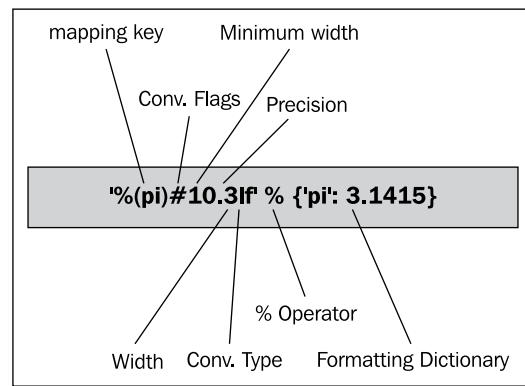 mapping key
Minimum width
Conv. Flags
Precision
'%(pi)#10.3lf' % {'pi': 3.1415}
% Operator
Width
Conv. Type
Formatting Dictionary